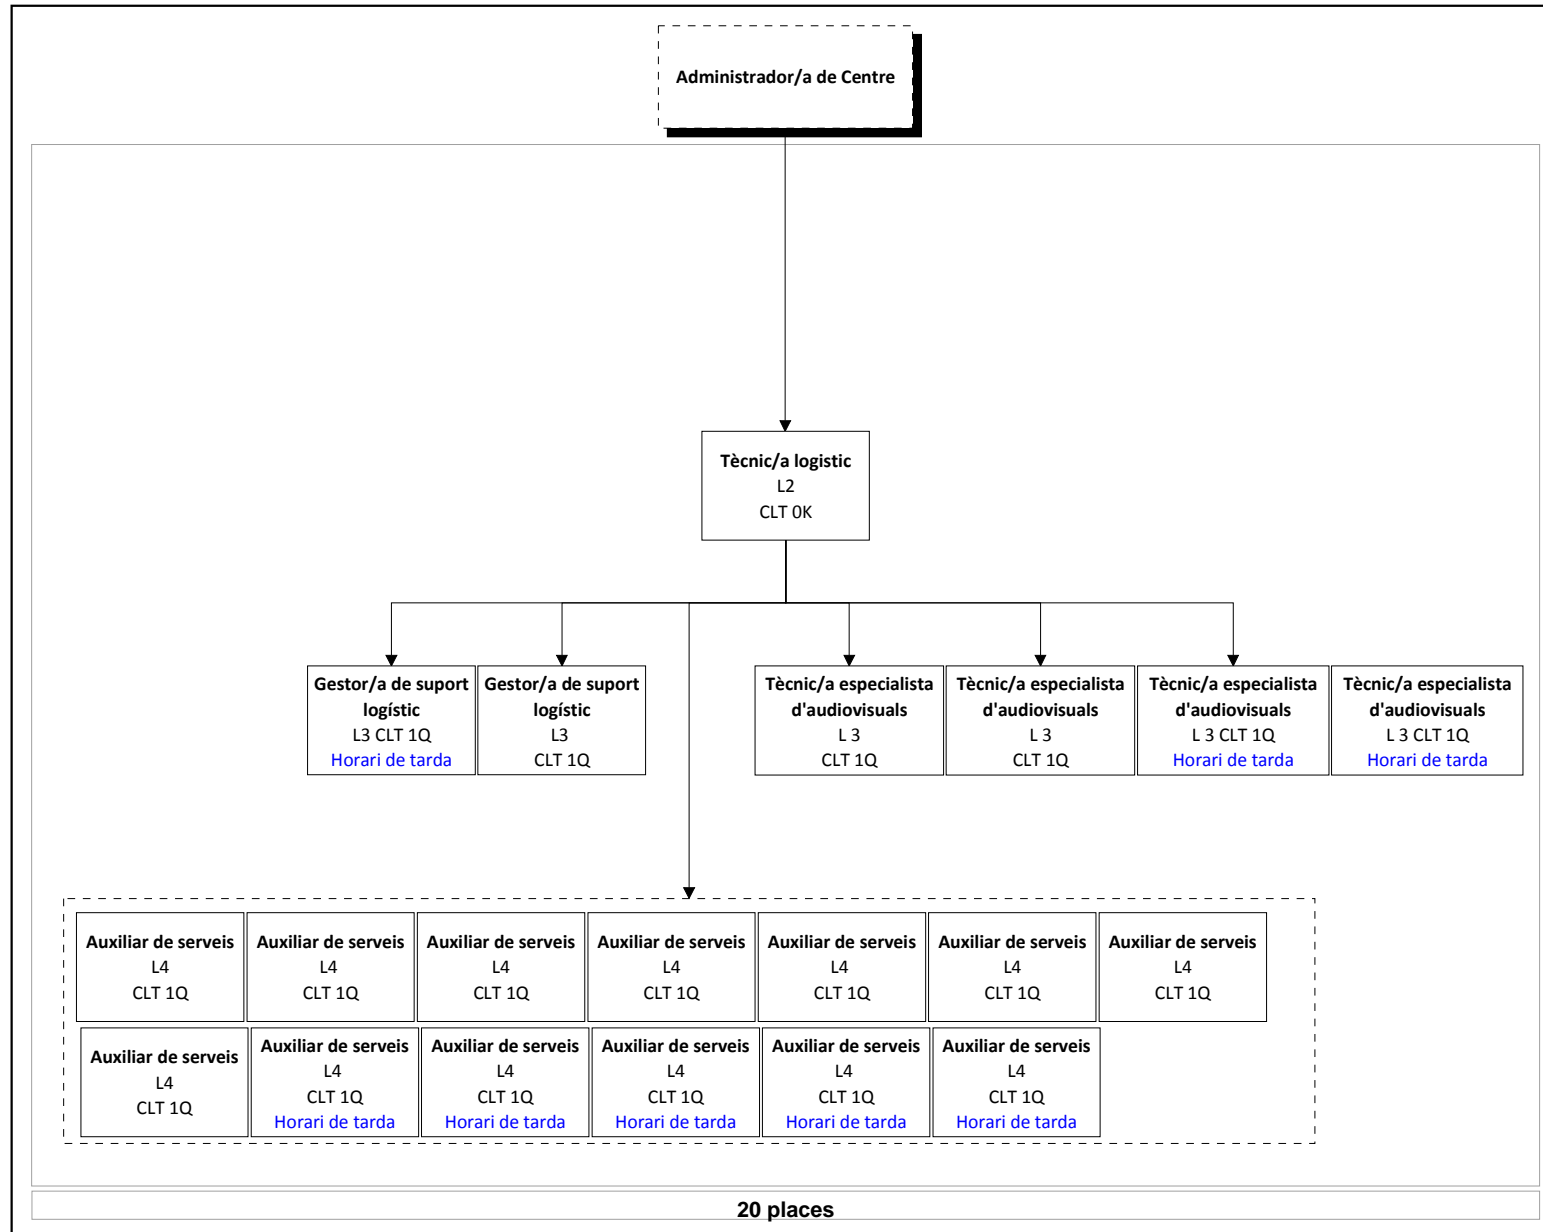 Administrador/a de Centre
Tècnic/a logistic
L2
CLT 0K
Gestor/a de suport
logístic
L3 CLT 1Q
Horari de tarda
Gestor/a de suport
logístic
L3
CLT 1Q
Tècnic/a especialista
d'audiovisuals
L 3
CLT 1Q
Tècnic/a especialista
d'audiovisuals
L 3
CLT 1Q
Tècnic/a especialista
d'audiovisuals
L 3 CLT 1Q
Horari de tarda
Tècnic/a especialista
d'audiovisuals
L 3 CLT 1Q
Horari de tarda
Auxiliar de serveis
L4
CLT 1Q
Auxiliar de serveis
L4
CLT 1Q
Auxiliar de serveis
L4
CLT 1Q
Auxiliar de serveis
L4
CLT 1Q
Auxiliar de serveis
L4
CLT 1Q
Auxiliar de serveis
L4
CLT 1Q
Auxiliar de serveis
L4
CLT 1Q
Auxiliar de serveis
L4
CLT 1Q
Auxiliar de serveis
L4
CLT 1Q
Horari de tarda
Auxiliar de serveis
L4
CLT 1Q
Horari de tarda
Auxiliar de serveis
L4
CLT 1Q
Horari de tarda
Auxiliar de serveis
L4
CLT 1Q
Horari de tarda
Auxiliar de serveis
L4
CLT 1Q
Horari de tarda
20 places